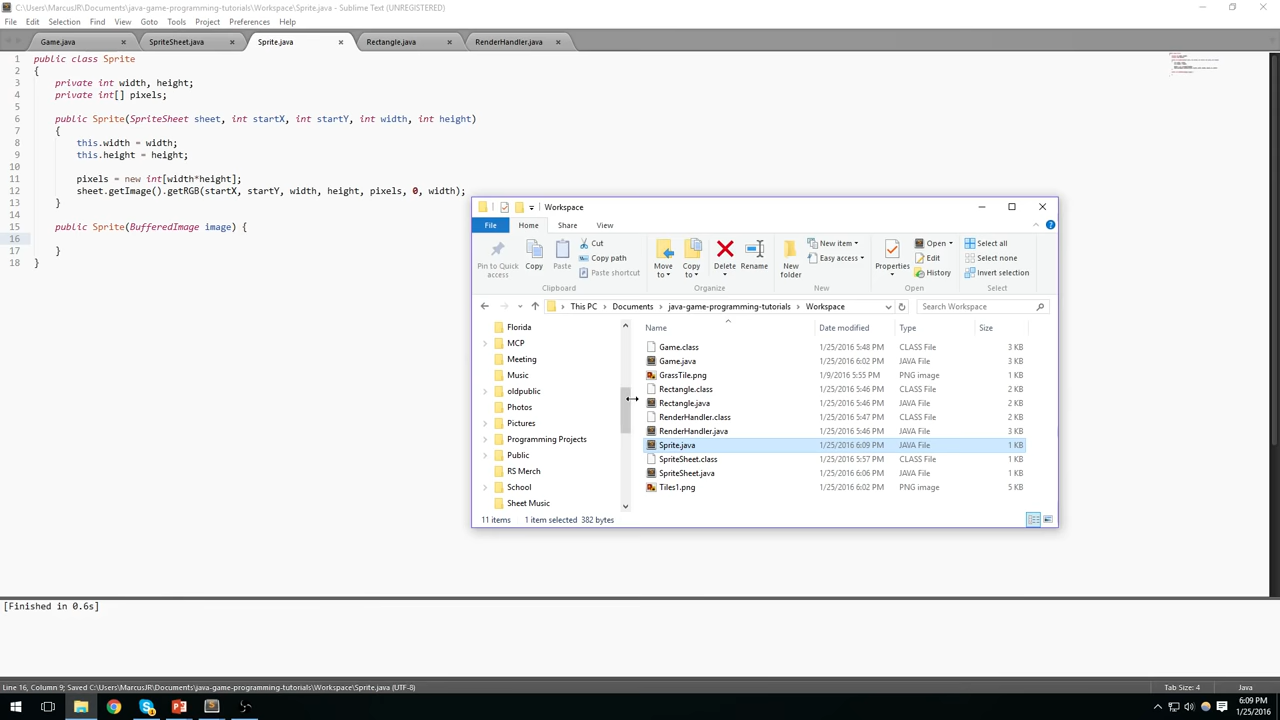 C:\Users\MarcusJR\Documents\java-game-programming-tutorials\Workspace\Sprite.java - Sublime Text (UNREGISTERED)
File Edit Selection Find View Goto Tools Project Preferences Help
Game.java SpriteSheet.java Sprite.java Rectangle.java RenderHandler.java
1 public class Sprite
2 {
3 private int width, height;
4 private int[] pixels;
5
6 public Sprite(SpriteSheet sheet, int startX, int startY, int width, int height)
7 {
8 this.width = width;
9 this.height = height;
10
11 pixels = new int[width*height];
12 sheet.getImage().getRGB(startX, startY, width, height, pixels, 0, width);
13 }
14
15 public Sprite(BufferedImage image) {
16
17 }
18 }
Workspace
File Home Share View
Pin to Quick access
Copy
Paste
Cut
Copy path
Paste shortcut
Clipboard
Move to
Copy to
Delete
Rename
Organize
New folder
New item
Easy access
New
Properties
Open
Edit
History
Open
Select all
Select none
Invert selection
Select
This PC Documents java-game-programming-tutorials Workspace
Search Workspace
Florida
MCP
Meeting
Music
oldpublic
Photos
Pictures
Programming Projects
Public
RS Merch
School
Sheet Music
Name Date modified Type Size
Game.class 1/25/2016 5:48 PM CLASS File 3 KB
Game.java 1/25/2016 6:02 PM JAVA File 3 KB
GrassTile.png 1/9/2016 5:55 PM PNG image 1 KB
Rectangle.class 1/25/2016 5:46 PM CLASS File 2 KB
Rectangle.java 1/25/2016 5:46 PM JAVA File 2 KB
RenderHandler.class 1/25/2016 5:47 PM CLASS File 2 KB
RenderHandler.java 1/25/2016 5:46 PM JAVA File 3 KB
Sprite.java 1/25/2016 6:09 PM JAVA File 1 KB
SpriteSheet.class 1/25/2016 5:57 PM CLASS File 1 KB
SpriteSheet.java 1/25/2016 6:06 PM JAVA File 1 KB
Tiles1.png 1/25/2016 6:02 PM PNG image 5 KB
11 items 1 item selected 382 bytes
[Finished in 0.6s]
Line 16, Column 9; Saved C:\Users\MarcusJR\Documents\java-game-programming-tutorials\Workspace\Sprite.java (UTF-8)
Tab Size: 4 Java
6:09 PM
1/25/2016